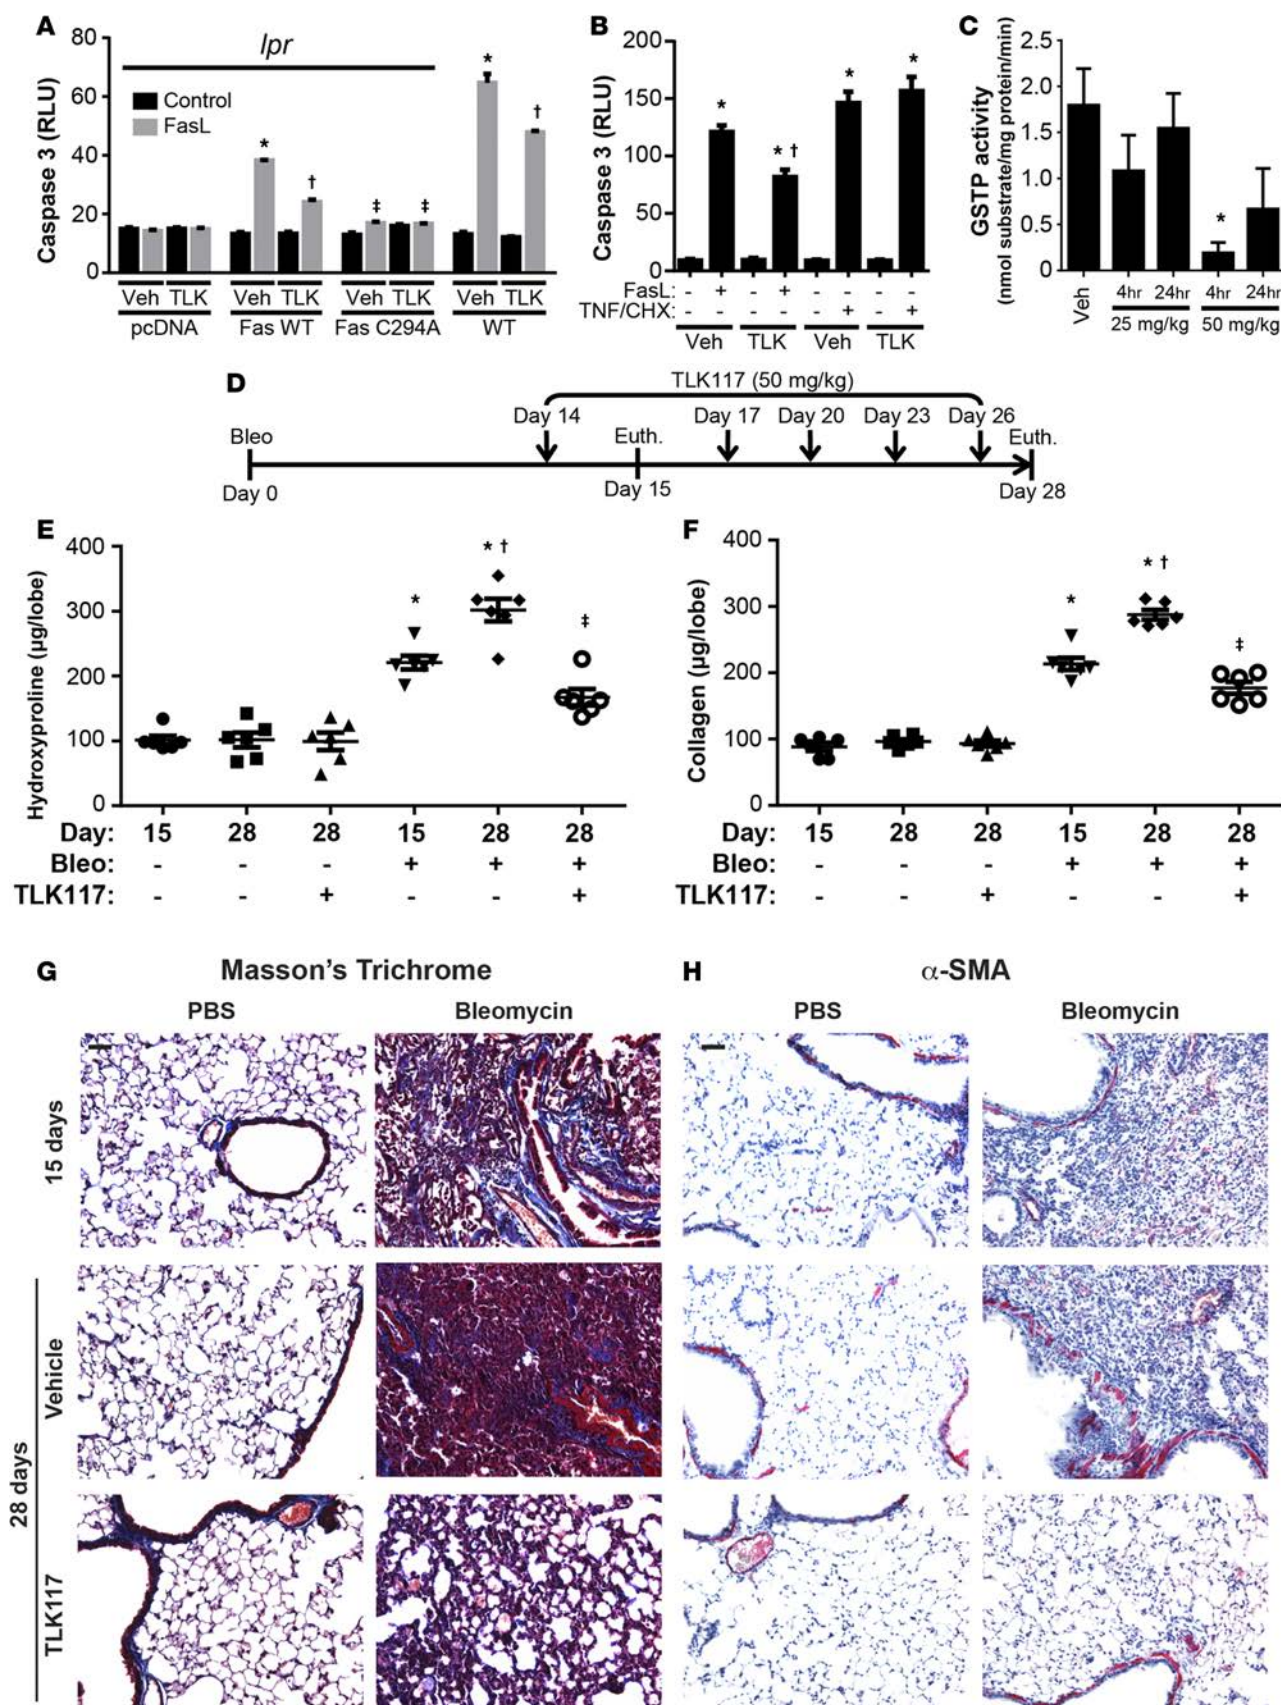 A
lpr
Caspase 3 (RLU)
80
60
40
20
0
Control
FasL
*
†
‡
‡
*
†
Veh TLK Veh TLK Veh TLK Veh TLK
pcDNA Fas WT Fas C294A WT
B
Caspase 3 (RLU)
200
150
100
50
0
*
* †
*
*
FasL: - + - + - - - -
TNF/CHX: - - - - - + - +
Veh TLK Veh TLK
C
GSTP activity
(nmol substrate/mg protein/min)
2.5
2.0
1.5
1.0
0.5
0
*
Veh 4hr 24hr 4hr 24hr
25 mg/kg 50 mg/kg
D
TLK117 (50 mg/kg)
Day 14 Day 17 Day 20 Day 23 Day 26
Bleo Euth. Euth.
Day 0 Day 15 Day 28
E
Hydroxyproline (µg/lobe)
400
300
200
100
0
*
* †
‡
Day: 15 28 28 15 28 28
Bleo: - - - + + +
TLK117: - - + - - +
F
Collagen (µg/lobe)
400
300
200
100
0
*
* †
‡
Day: 15 28 28 15 28 28
Bleo: - - - + + +
TLK117: - - + - - +
G Masson's Trichrome
PBS Bleomycin
H α-SMA
PBS Bleomycin
15 days
28 days
Vehicle
TLK117